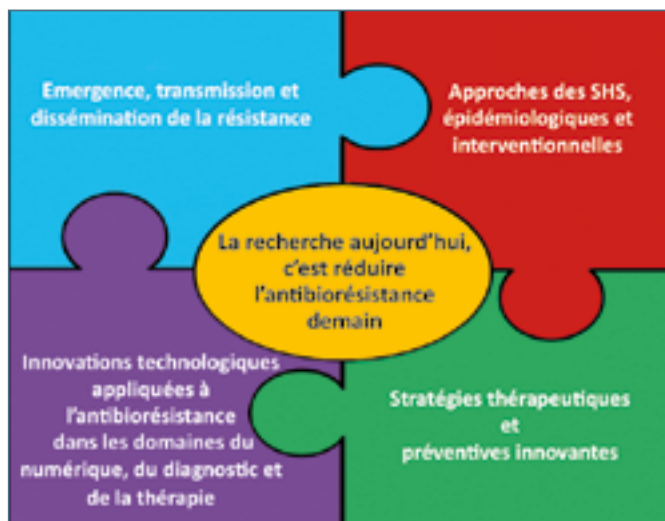 Emergence, transmission et
dissémination de la résistance
Approches des SHS,
épidémiologiques et
interventionnelles
La recherche aujourd'hui,
c'est réduire
l'antibiorésistance
demain
Innovations technologiques
appliquées à
l'antibiorésistance
dans les domaines du
numérique, du diagnostic et
de la thérapie
Stratégies thérapeutiques
et
préventives innovantes